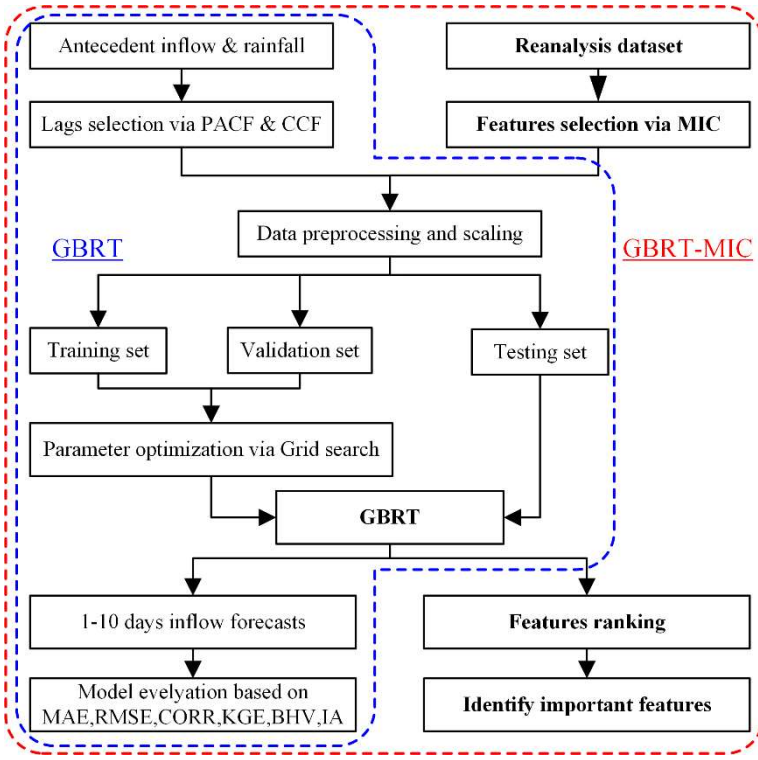 Antecedent inflow & rainfall
Reanalysis dataset
Lags selection via PACF & CCF
Features selection via MIC
Data preprocessing and scaling
GBRT
GBRT-MIC
Training set
Validation set
Testing set
Parameter optimization via Grid search
GBRT
1-10 days inflow forecasts
Features ranking
Model evelyation based on
MAE,RMSE,CORR,KGE,BHV,IA
Identify important features